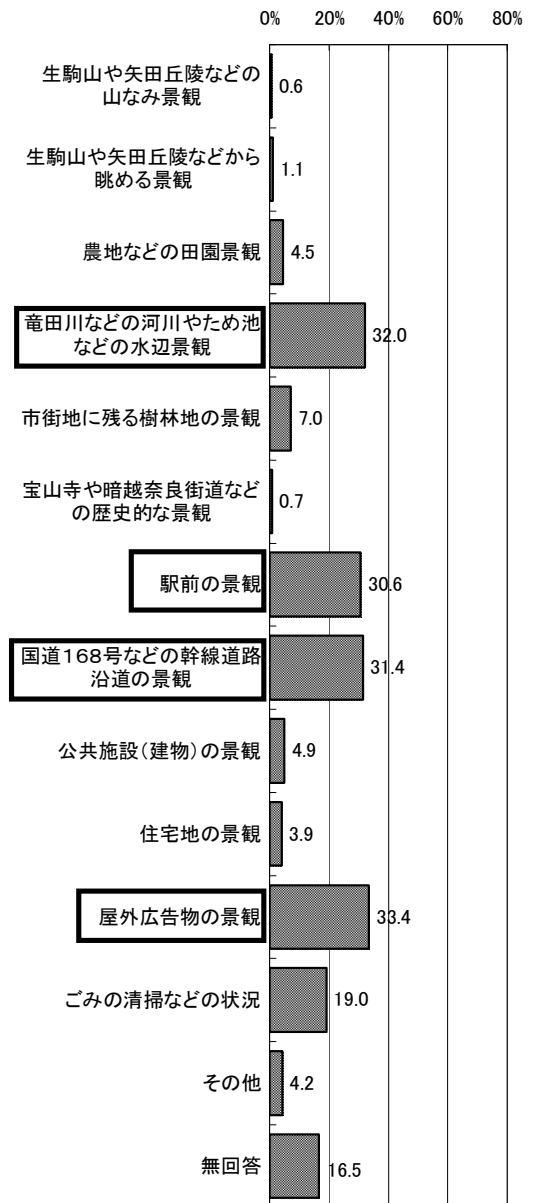 0% 20% 40% 60% 80%
生駒山や矢田丘陵などの
山なみ景観
0.6
生駒山や矢田丘陵などから
眺める景観
1.1
農地などの田園景観
4.5
竜田川などの河川やため池
などの水辺景観
32.0
市街地に残る樹林地の景観
7.0
宝山寺や暗越奈良街道など
の歴史的な景観
0.7
駅前の景観
30.6
国道168号などの幹線道路
沿道の景観
31.4
公共施設(建物)の景観
4.9
住宅地の景観
3.9
屋外広告物の景観
33.4
ごみの清掃などの状況
19.0
その他
4.2
無回答
16.5